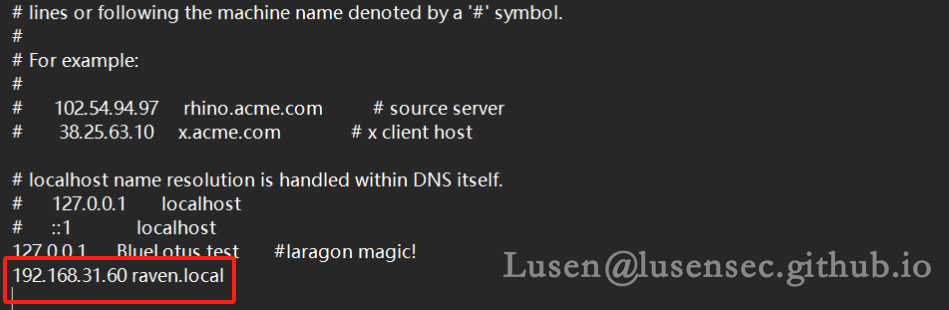 # lines or following the machine name denoted by a '#' symbol.
#
# For example:
#
#      102.54.94.97     rhino.acme.com          # source server
#       38.25.63.10     x.acme.com              # x client host
# localhost name resolution is handled within DNS itself.
#      127.0.0.1       localhost
#      ::1             localhost
127.0.0.1      BlueLotus.test      #laragon magic!
192.168.31.60 raven.local
Lusen@lusensec.github.io